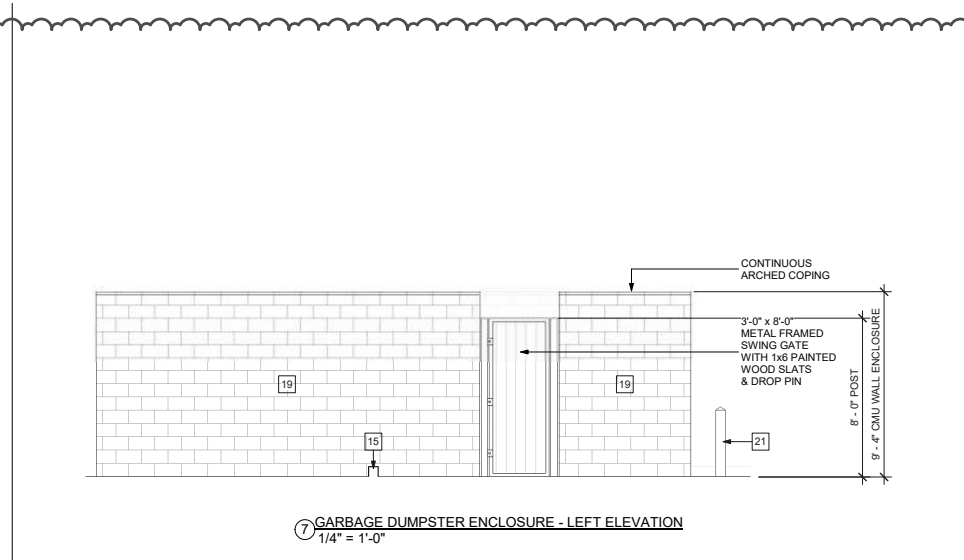 CONTINUOUS
ARCHED COPING
3'-0" x 8'-0"
METAL FRAMED
SWING GATE
WITH 1x6 PAINTED
WOOD SLATS
& DROP PIN
8' - 0" POST
9' - 4" CMU WALL ENCLOSURE
19
19
15
21
7
GARBAGE DUMPSTER ENCLOSURE - LEFT ELEVATION
1/4" = 1'-0"